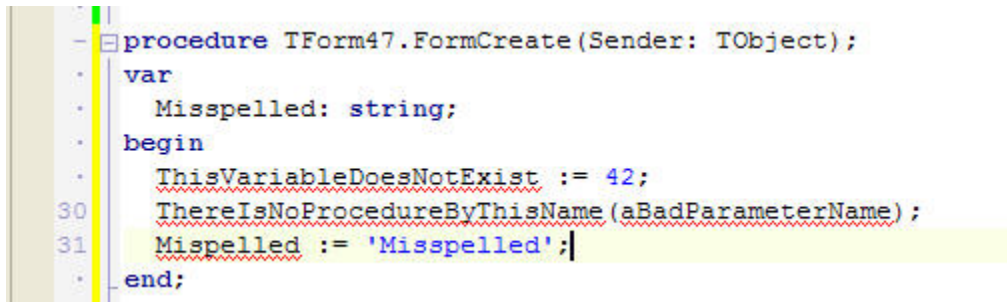 procedure TForm47.FormCreate(Sender: TObject);
var
Misspelled: string;
begin
ThisVariableDoesNotExist := 42;
30 ThereIsNoProcedureByThisName(aBadParameterName);
31 Mispelled := 'Misspelled';
end;